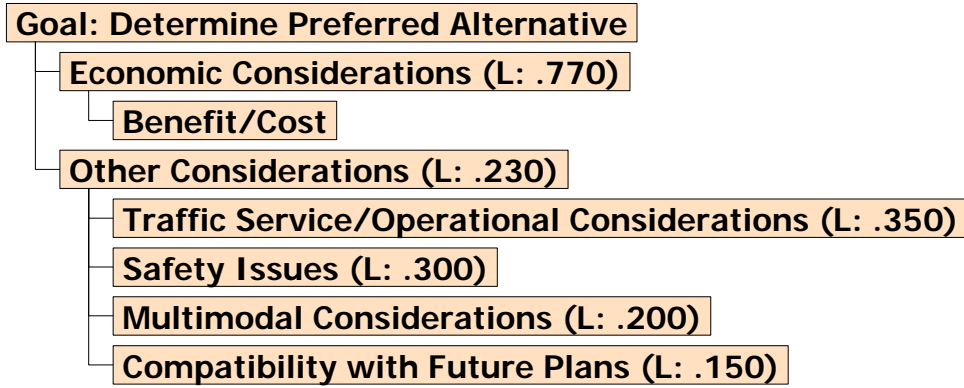 Goal: Determine Preferred Alternative
Economic Considerations (L: .770)
Benefit/Cost
Other Considerations (L: .230)
Traffic Service/Operational Considerations (L: .350)
Safety Issues (L: .300)
Multimodal Considerations (L: .200)
Compatibility with Future Plans (L: .150)